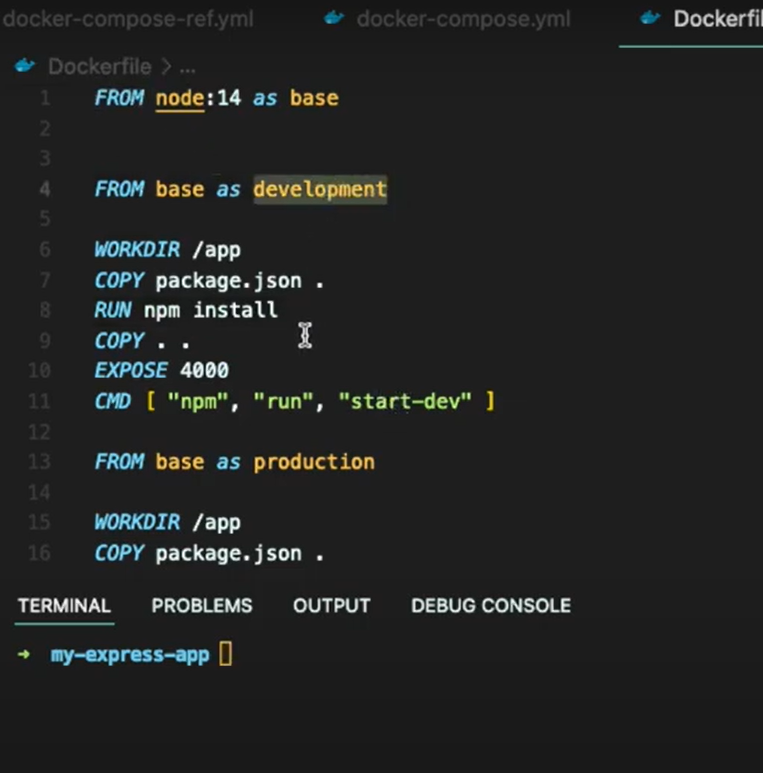 docker-compose-ref.yml docker-compose.yml Dockerfil
Dockerfile > ...
1 FROM node:14 as base
2
3
4 FROM base as development
5
6 WORKDIR /app
7 COPY package.json .
8 RUN npm install
9 COPY . .
10 EXPOSE 4000
11 CMD [ "npm", "run", "start-dev" ]
12
13 FROM base as production
14
15 WORKDIR /app
16 COPY package.json .
TERMINAL PROBLEMS OUTPUT DEBUG CONSOLE
→ my-express-app